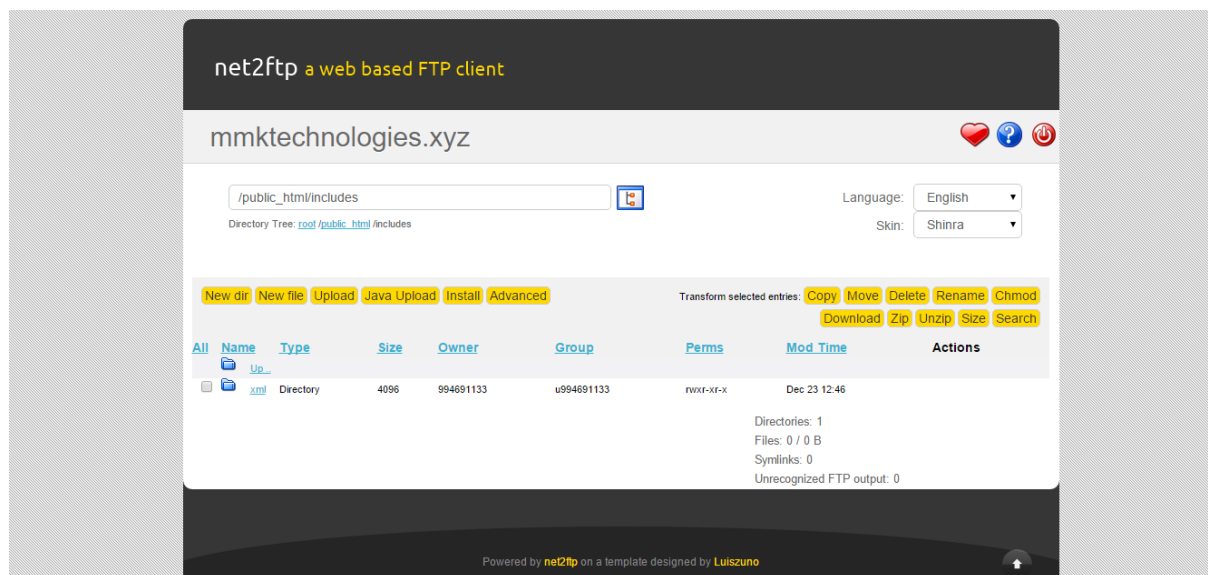 net2ftp a web based FTP client
mmktechnologies.xyz
/public_html/includes
Language: English
Directory Tree: root /public_html /includes
Skin: Shinra
New dir New file Upload Java Upload Install Advanced
Transform selected entries: Copy Move Delete Rename Chmod
Download Zip Unzip Size Search
All Name Type Size Owner Group Perms Mod Time Actions
Up ..
xml Directory 4096 994691133 u994691133 rwxr-xr-x Dec 23 12:46
Directories: 1
Files: 0 / 0 B
Symlinks: 0
Unrecognized FTP output: 0
Powered by net2ftp on a template designed by Luiszuno